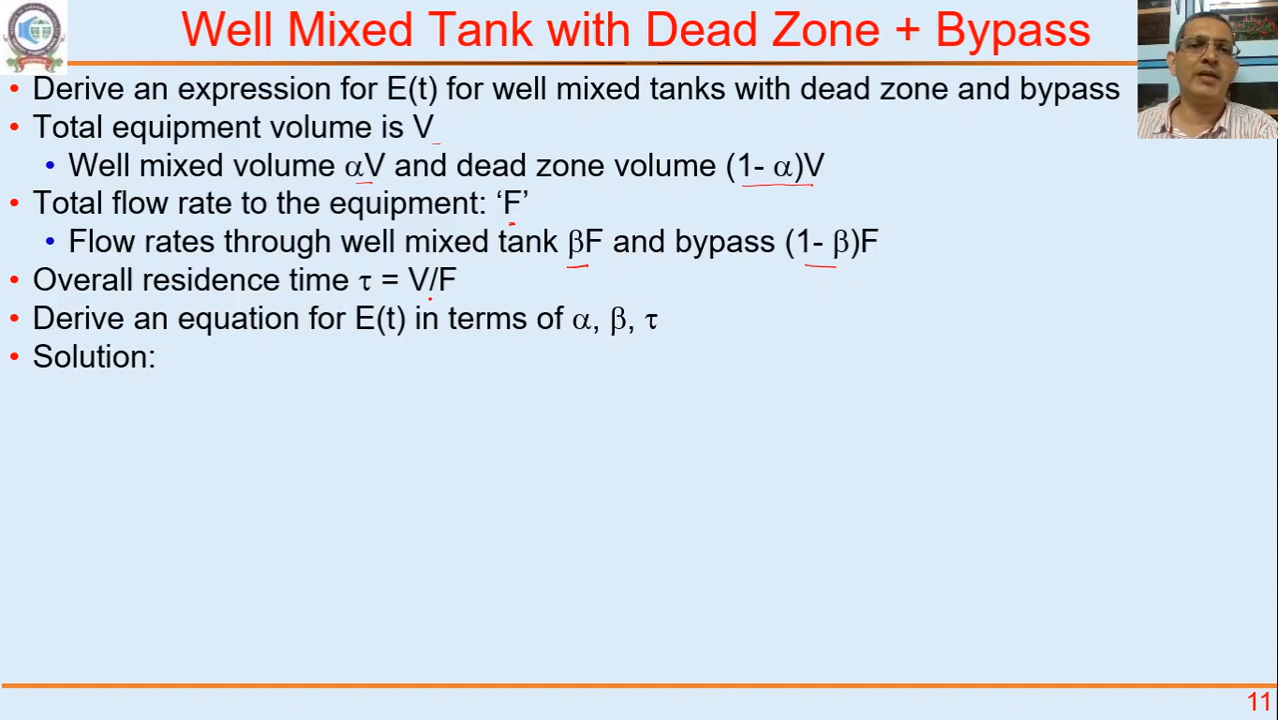 Well Mixed Tank with Dead Zone + Bypass
• Derive an expression for E(t) for well mixed tanks with dead zone and bypass
• Total equipment volume is V
• Well mixed volume αV and dead zone volume (1- α)V
• Total flow rate to the equipment: ‘F’
• Flow rates through well mixed tank βF and bypass (1- β)F
• Overall residence time τ = V/F
• Derive an equation for E(t) in terms of α, β, τ
• Solution:
11